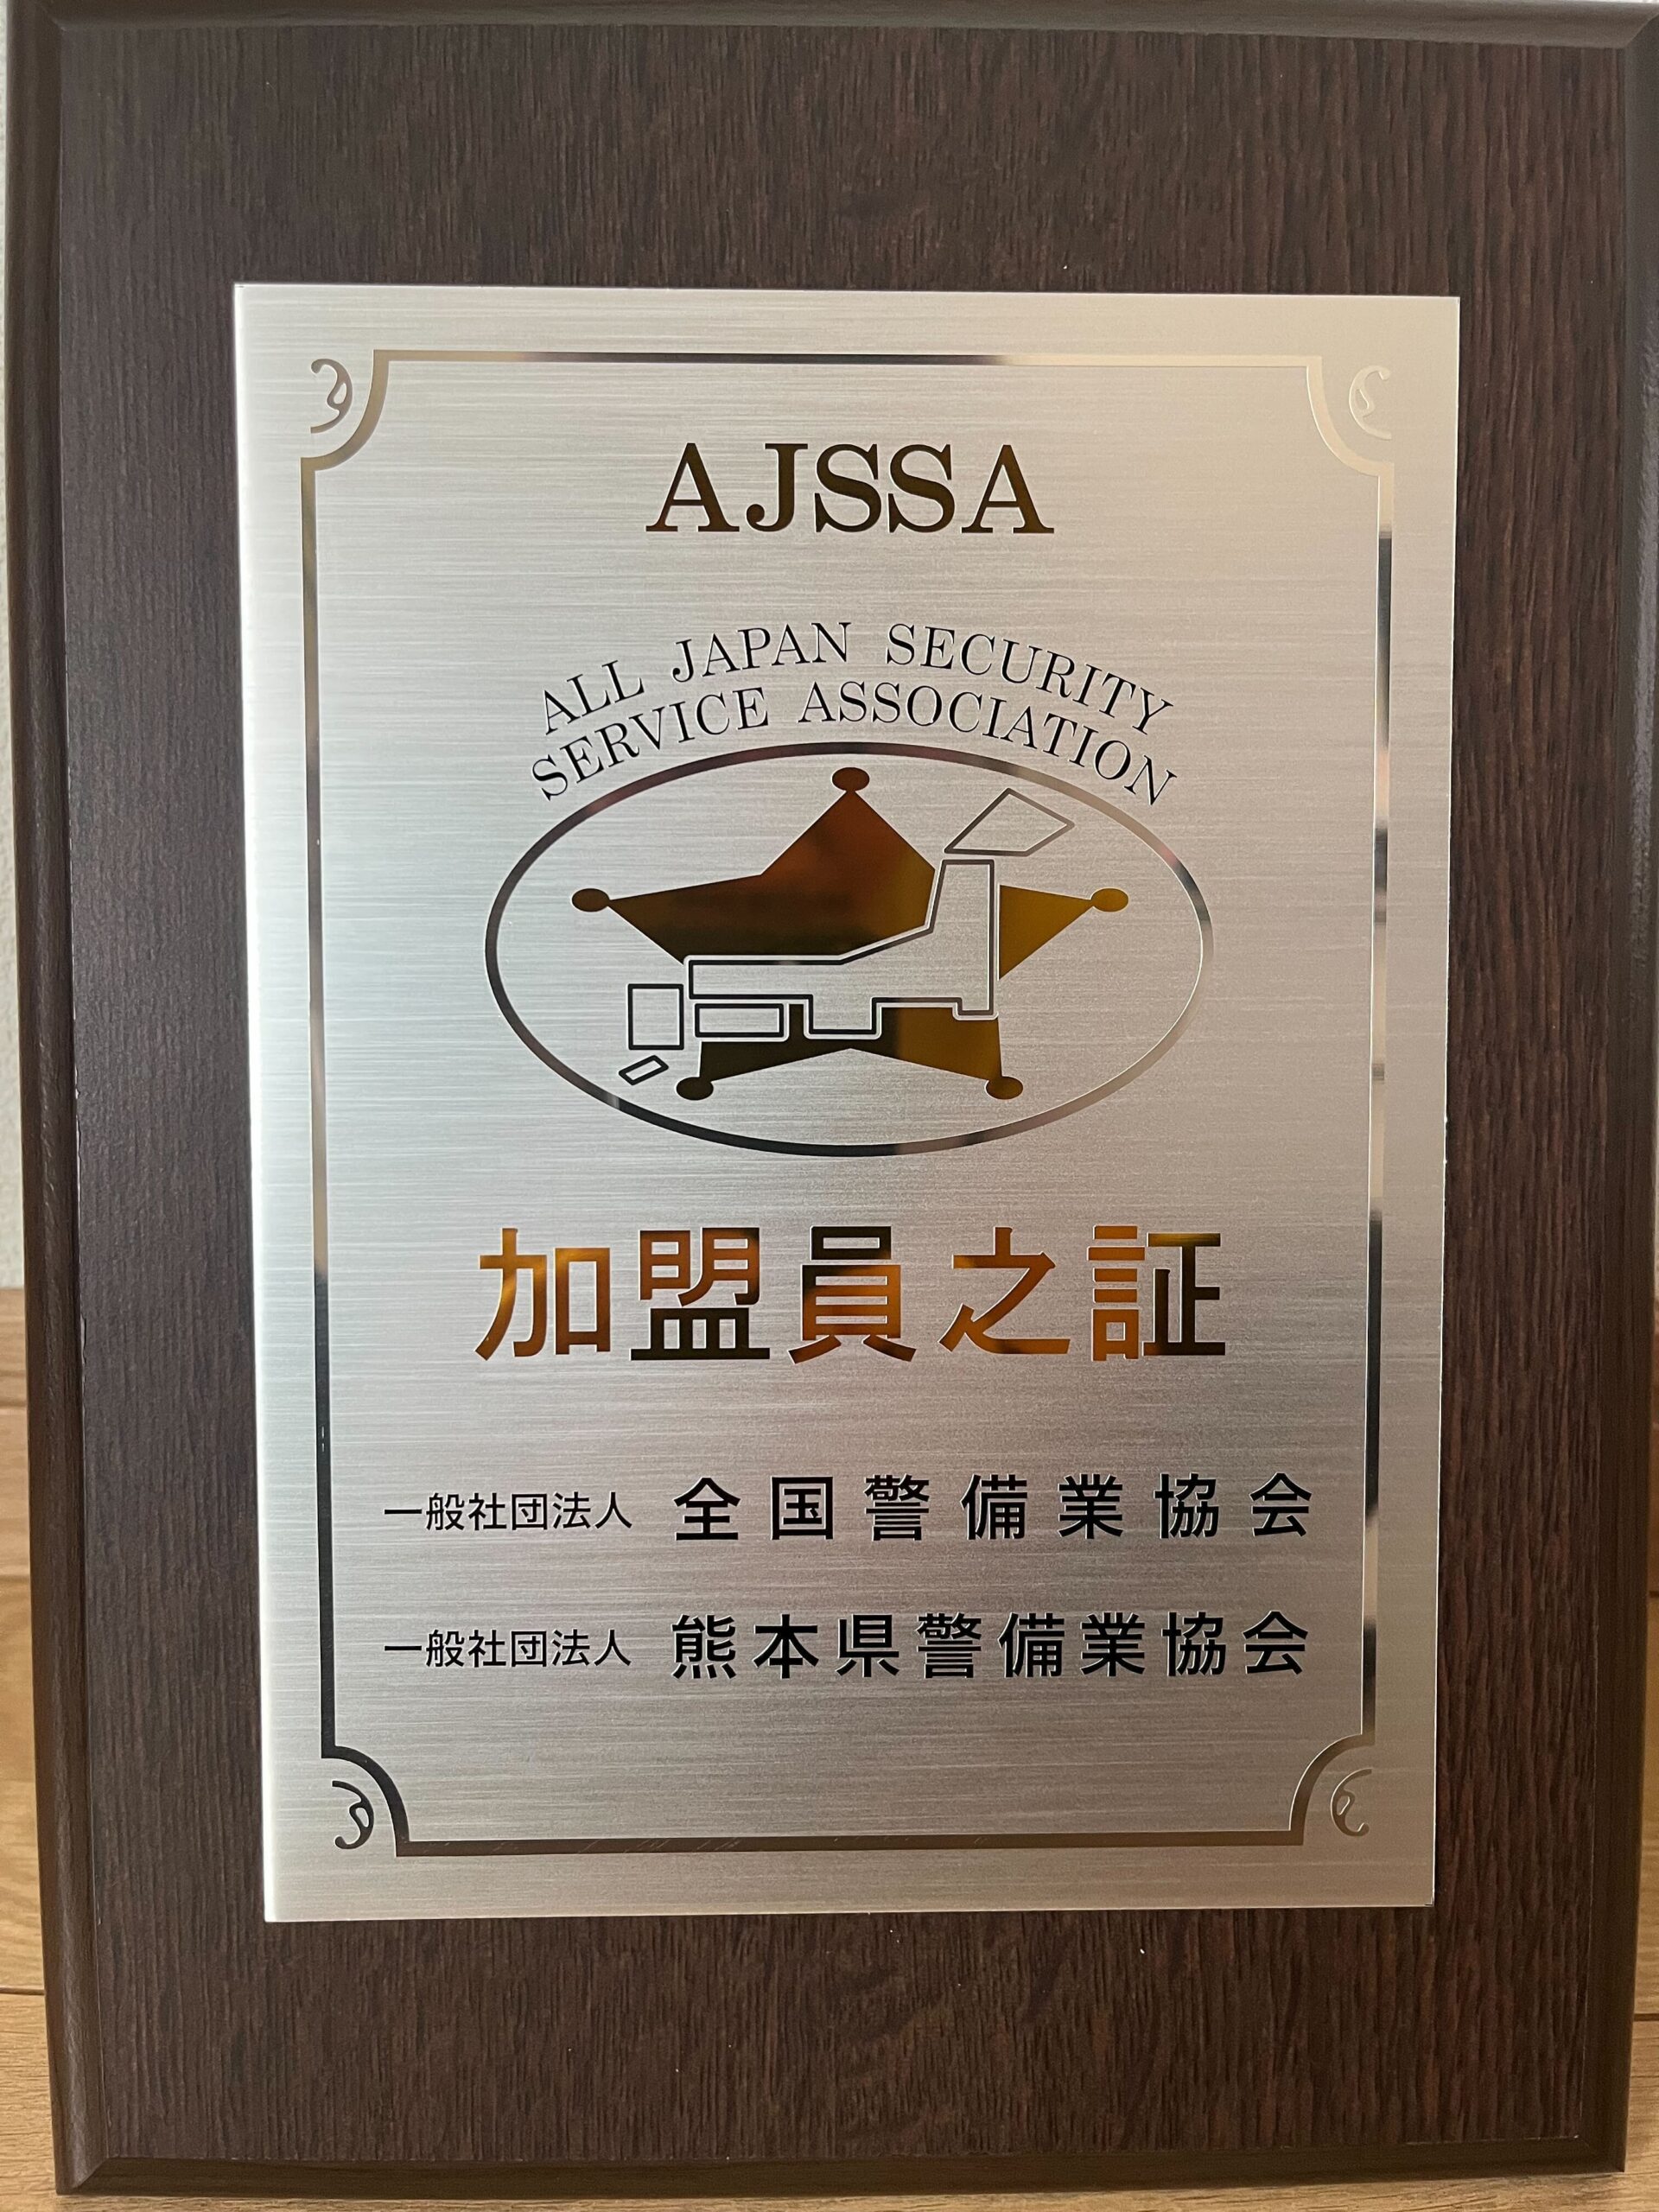 AJSSA
ALL JAPAN SECURITY
SERVICE ASSOCIATION
加盟員之証
一般社団法人 全国警備業協会
一般社団法人 熊本県警備業協会